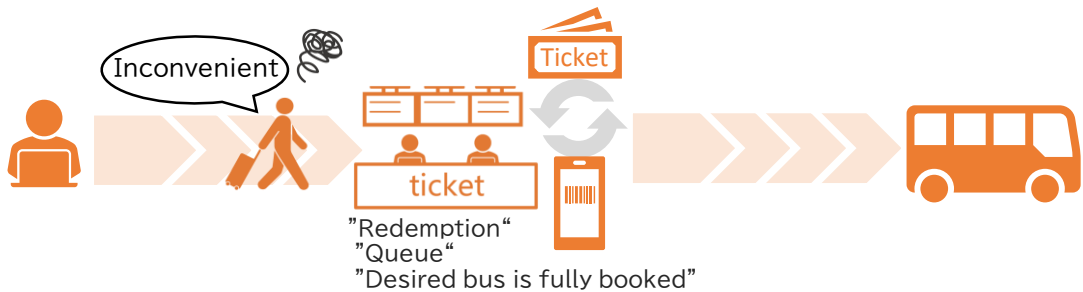 Inconvenient
Ticket
ticket
”Redemption“
”Queue“
”Desired bus is fully booked”